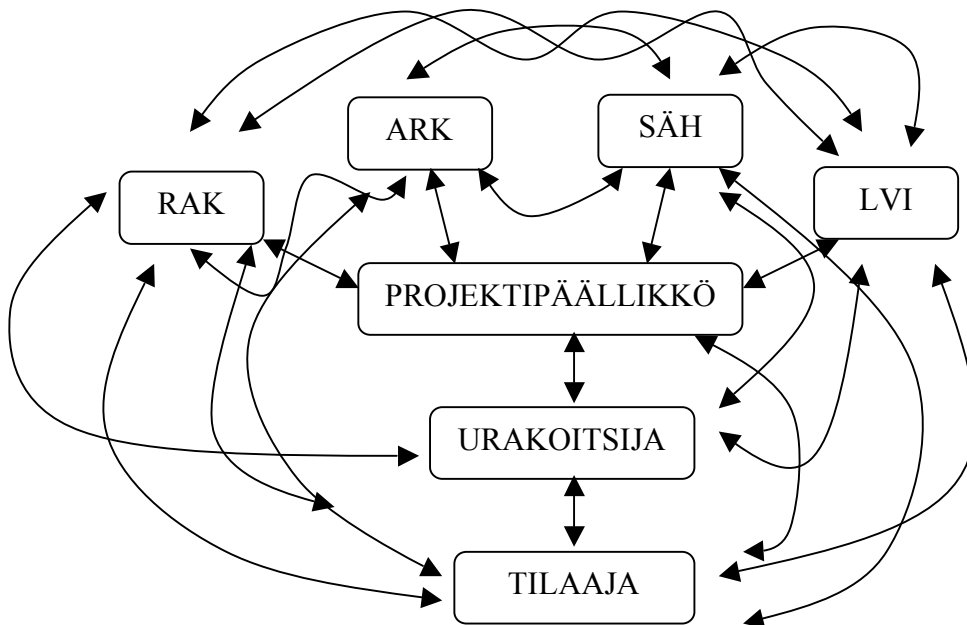 ARK
SÄH
RAK
LVI
PROJEKTIPÄÄLLIKKÖ
URAKOITSIJA
TILAAJA